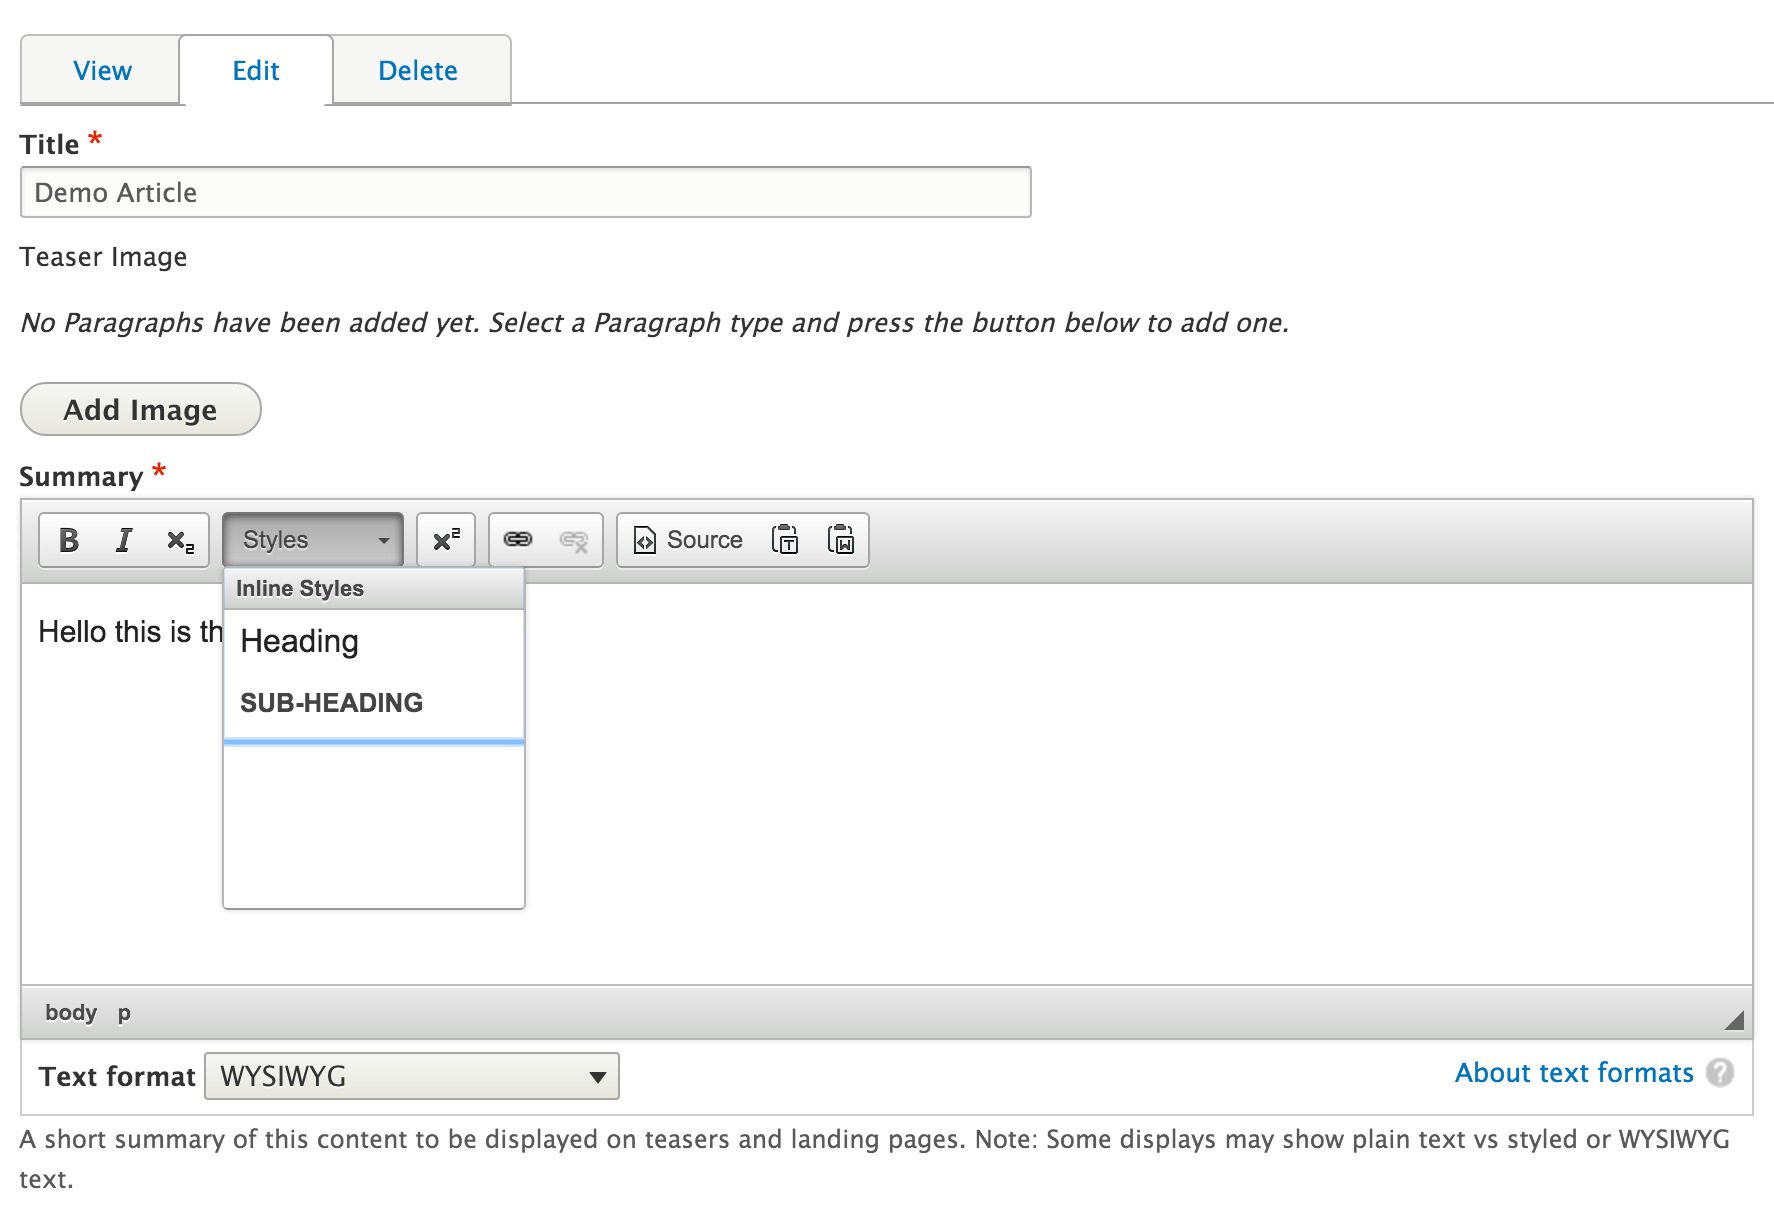 View Edit Delete
Title *
Demo Article
Teaser Image
No Paragraphs have been added yet. Select a Paragraph type and press the button below to add one.
Add Image
Summary *
B I x₂ Styles x² Source T W
Inline Styles
Hello this is th
Heading
SUB-HEADING
body p
Text format WYSIWYG About text formats ?
A short summary of this content to be displayed on teasers and landing pages. Note: Some displays may show plain text vs styled or WYSIWYG
text.